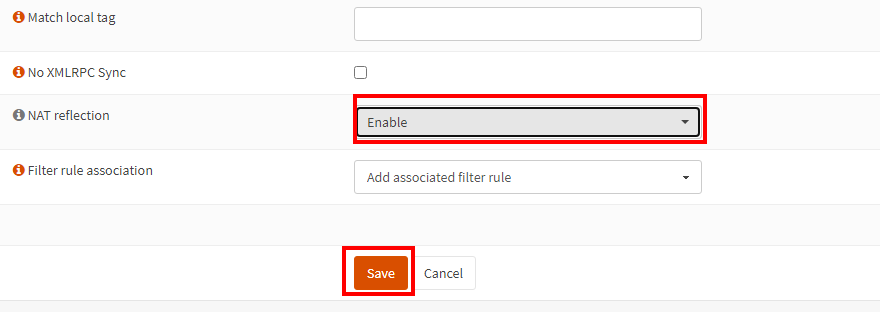 Match local tag
No XMLRPC Sync
NAT reflection
Enable
Filter rule association
Add associated filter rule
Save
Cancel